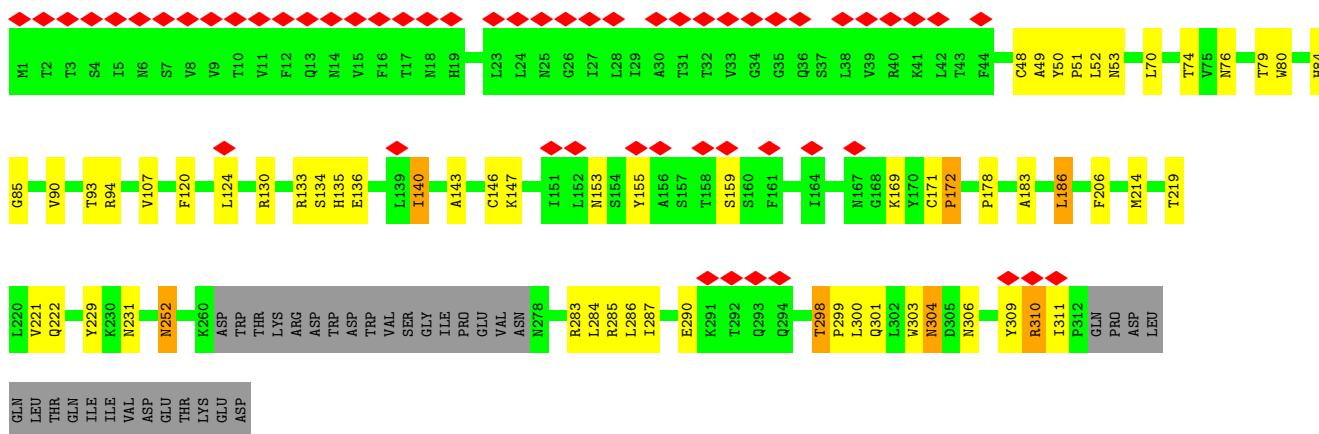 M1 T2 T3 S4 I5 N6 S7 V8 V9 T10 V11 F12 Q13 N14 V15 F16 T17 N18 H19 L23 L24 N25 G26 I27 L28 I29 A30 T31 T32 V33 G34 G35 Q36 S37 L38 V39 R40 K41 L42 T43 F44 C48 A49 Y50 P51 L52 N53 L70 T74 V75 N76 T79 W80 H84
G85 V90 T93 R94 V107 F120 L124 R130 R133 S134 H135 E136 L139 I140 A143 C146 K147 I151 L152 N153 S154 Y155 A156 S157 T158 S159 S160 F161 I164 N167 G168 K169 Y170 C171 P172 P178 A183 L186 F206 M214 T219
L220 V221 Q222 Y229 K230 N231 N252 K260 ASP TRP THR LYS ARG ASP TRP ASP TRP VAL SER GLY ILE PRO GLU VAL ASN N278 R283 L284 R285 L286 I287 E290 K291 T292 Q293 Q294 T298 P299 L300 Q301 L302 W303 N304 D305 N306 Y309 R310 I311 P312 GLN PRO ASP LEU
GLN LEU THR GLN ILE ILE VAL ASP GLU THR LYS GLU ASP